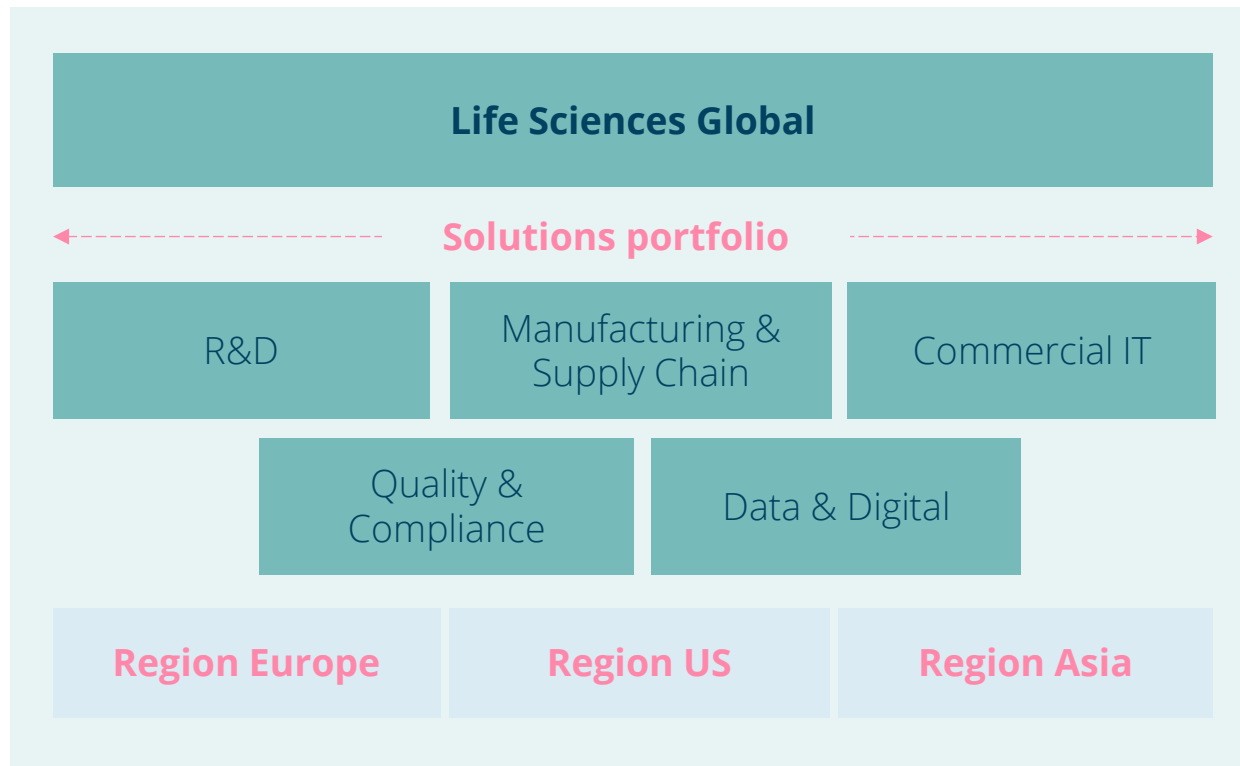 Life Sciences Global
Solutions portfolio
R&D
Manufacturing &
Supply Chain
Commercial IT
Quality &
Compliance
Data & Digital
Region Europe
Region US
Region Asia